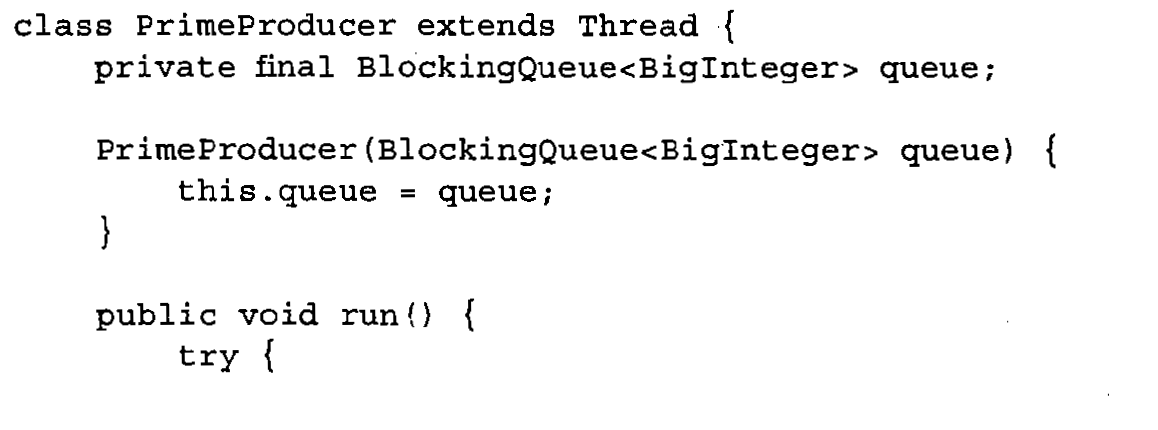 class PrimeProducer extends Thread {
    private final BlockingQueue<BigInteger> queue;

    PrimeProducer(BlockingQueue<BigInteger> queue) {
        this.queue = queue;
    }

    public void run() {
        try {